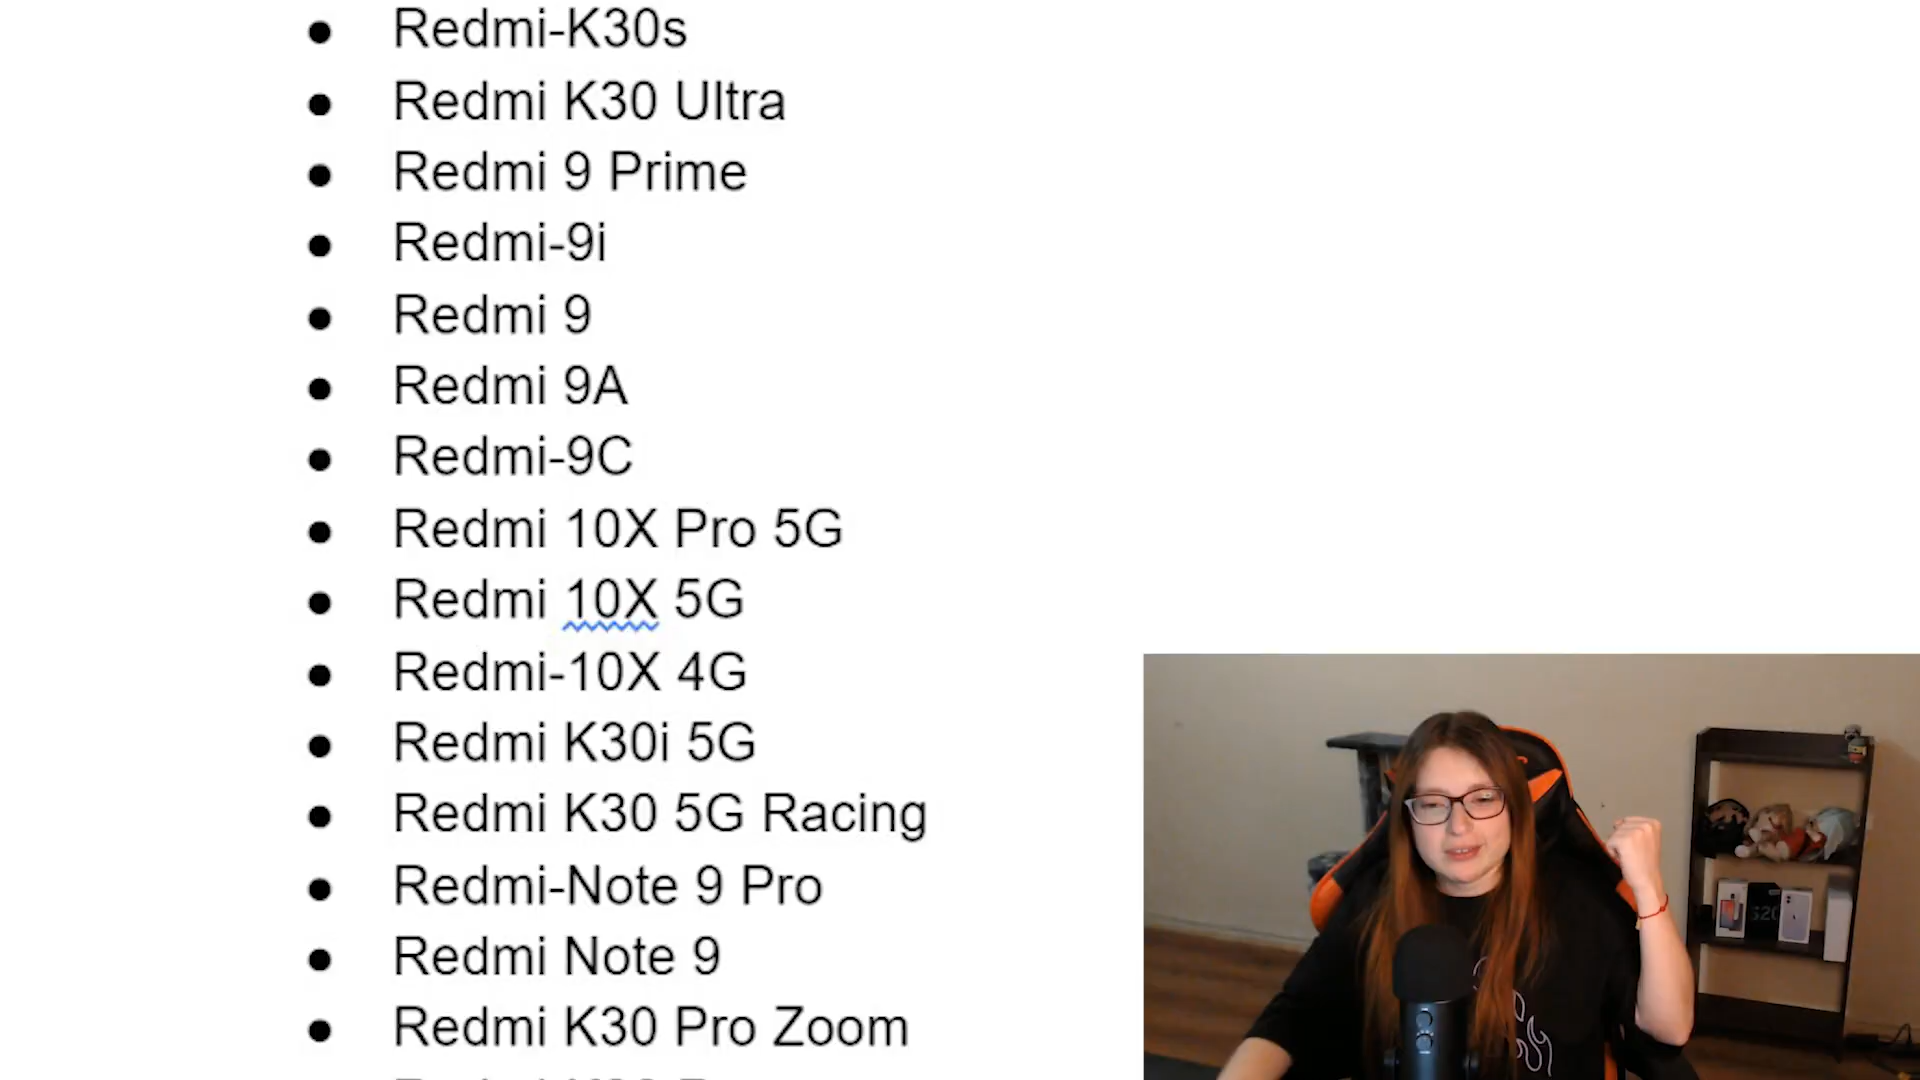 Redmi-K30s
Redmi K30 Ultra
Redmi 9 Prime
Redmi-9i
Redmi 9
Redmi 9A
Redmi-9C
Redmi 10X Pro 5G
Redmi 10X 5G
Redmi-10X 4G
Redmi K30i 5G
Redmi K30 5G Racing
Redmi-Note 9 Pro
Redmi Note 9
Redmi K30 Pro Zoom
S20